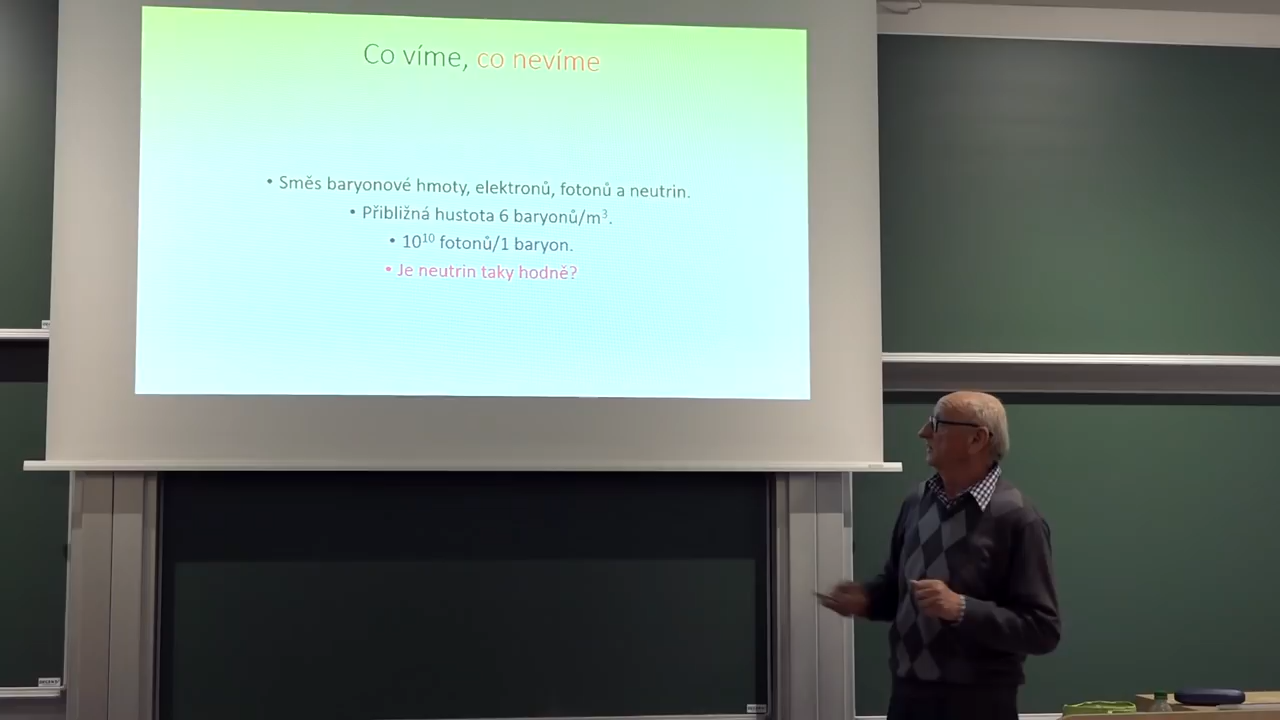 Co víme, co nevíme
• Směs baryonové hmoty, elektronů, fotonů a neutrin.
• Přibližná hustota 6 baryonů/m³.
• 10¹⁰ fotonů/1 baryon.
• Je neutrin taky hodně?